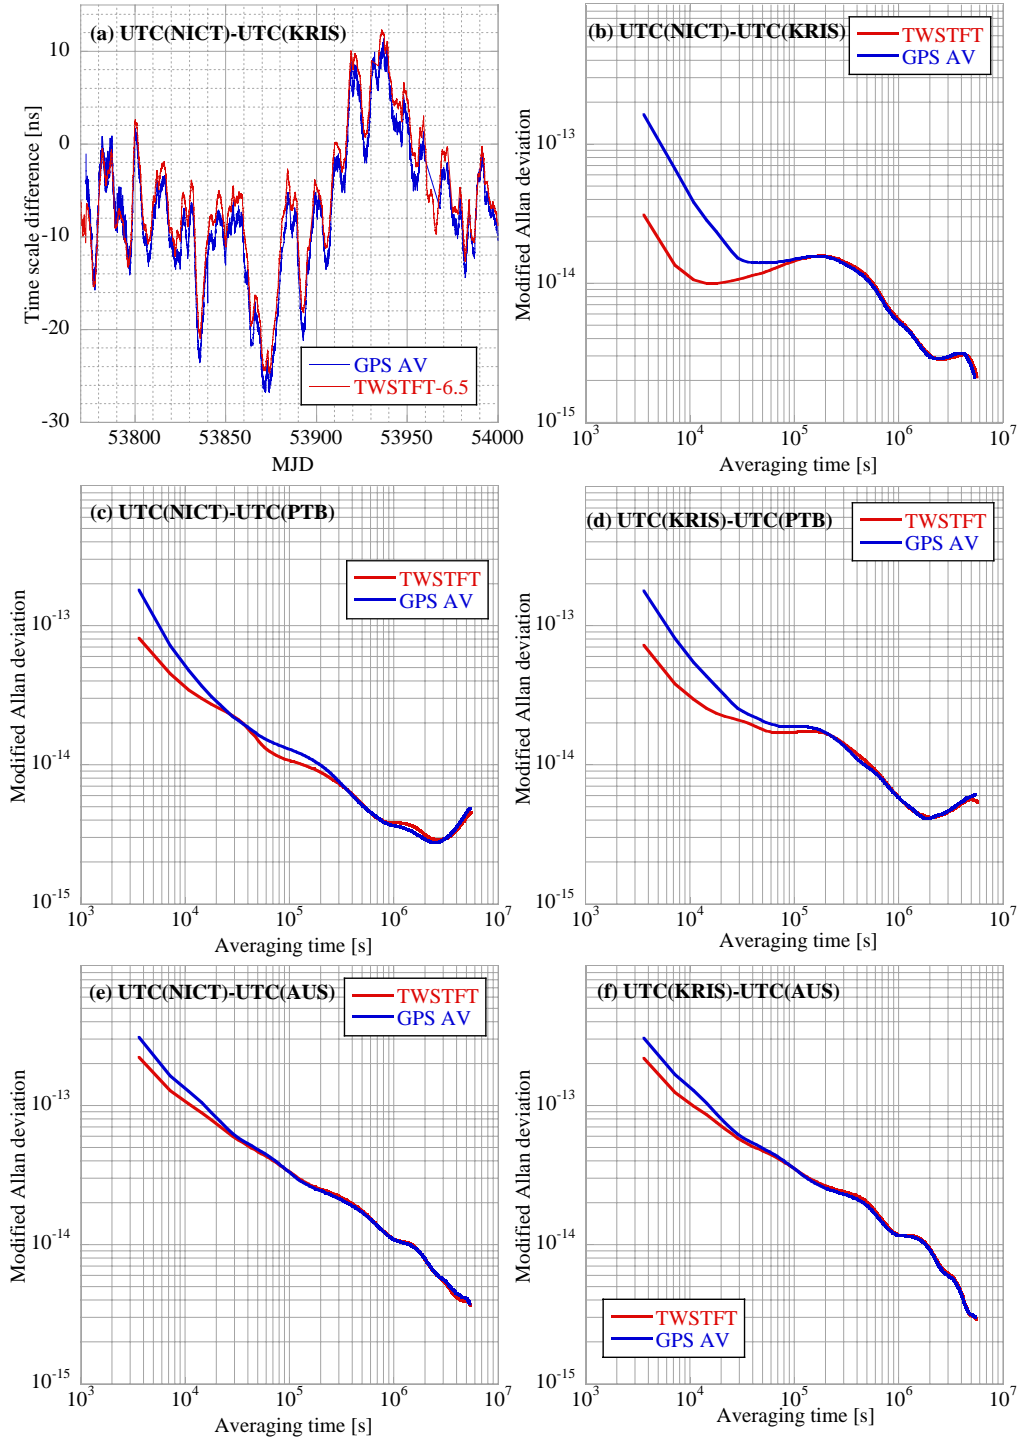 (a) UTC(NICT)-UTC(KRIS)
Time scale difference [ns]
10
0
-10
-20
-30
GPS AV
TWSTFT-6.5
53800 53850 53900 53950 54000
MJD
(b) UTC(NICT)-UTC(KRIS)
TWSTFT
GPS AV
Modified Allan deviation
10-13
10-14
10-15
103 104 105 106 107
Averaging time [s]
(c) UTC(NICT)-UTC(PTB)
TWSTFT
GPS AV
Modified Allan deviation
10-13
10-14
10-15
103 104 105 106 107
Averaging time [s]
(d) UTC(KRIS)-UTC(PTB)
TWSTFT
GPS AV
Modified Allan deviation
10-13
10-14
10-15
103 104 105 106 107
Averaging time [s]
(e) UTC(NICT)-UTC(AUS)
TWSTFT
GPS AV
Modified Allan deviation
10-13
10-14
10-15
103 104 105 106 107
Averaging time [s]
(f) UTC(KRIS)-UTC(AUS)
Modified Allan deviation
10-13
10-14
10-15
TWSTFT
GPS AV
103 104 105 106 107
Averaging time [s]